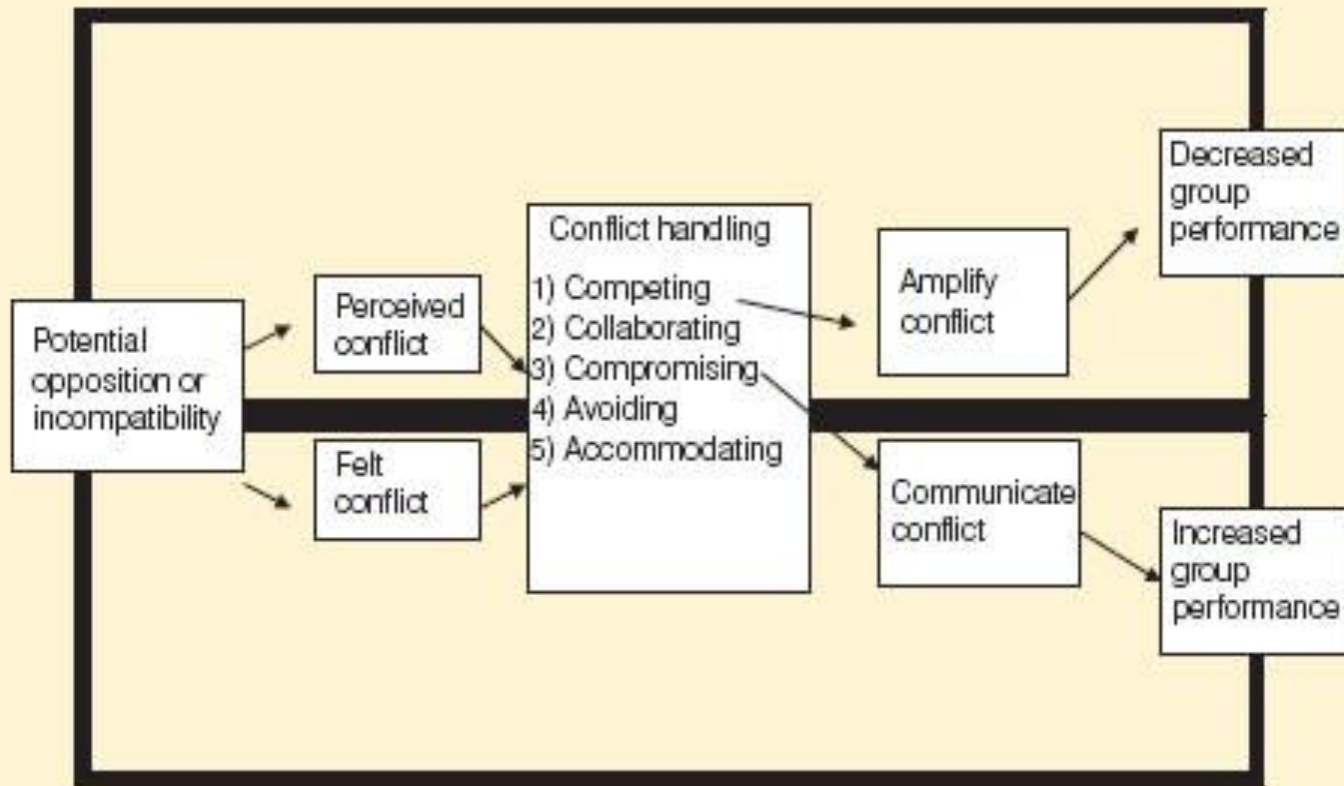 Potential
opposition or
incompatibility
Perceived
conflict
Felt
conflict
Conflict handling
1) Competing
2) Collaborating
3) Compromising
4) Avoiding
5) Accommodating
Amplify
conflict
Communicate
conflict
Decreased
group
performance
Increased
group
performance